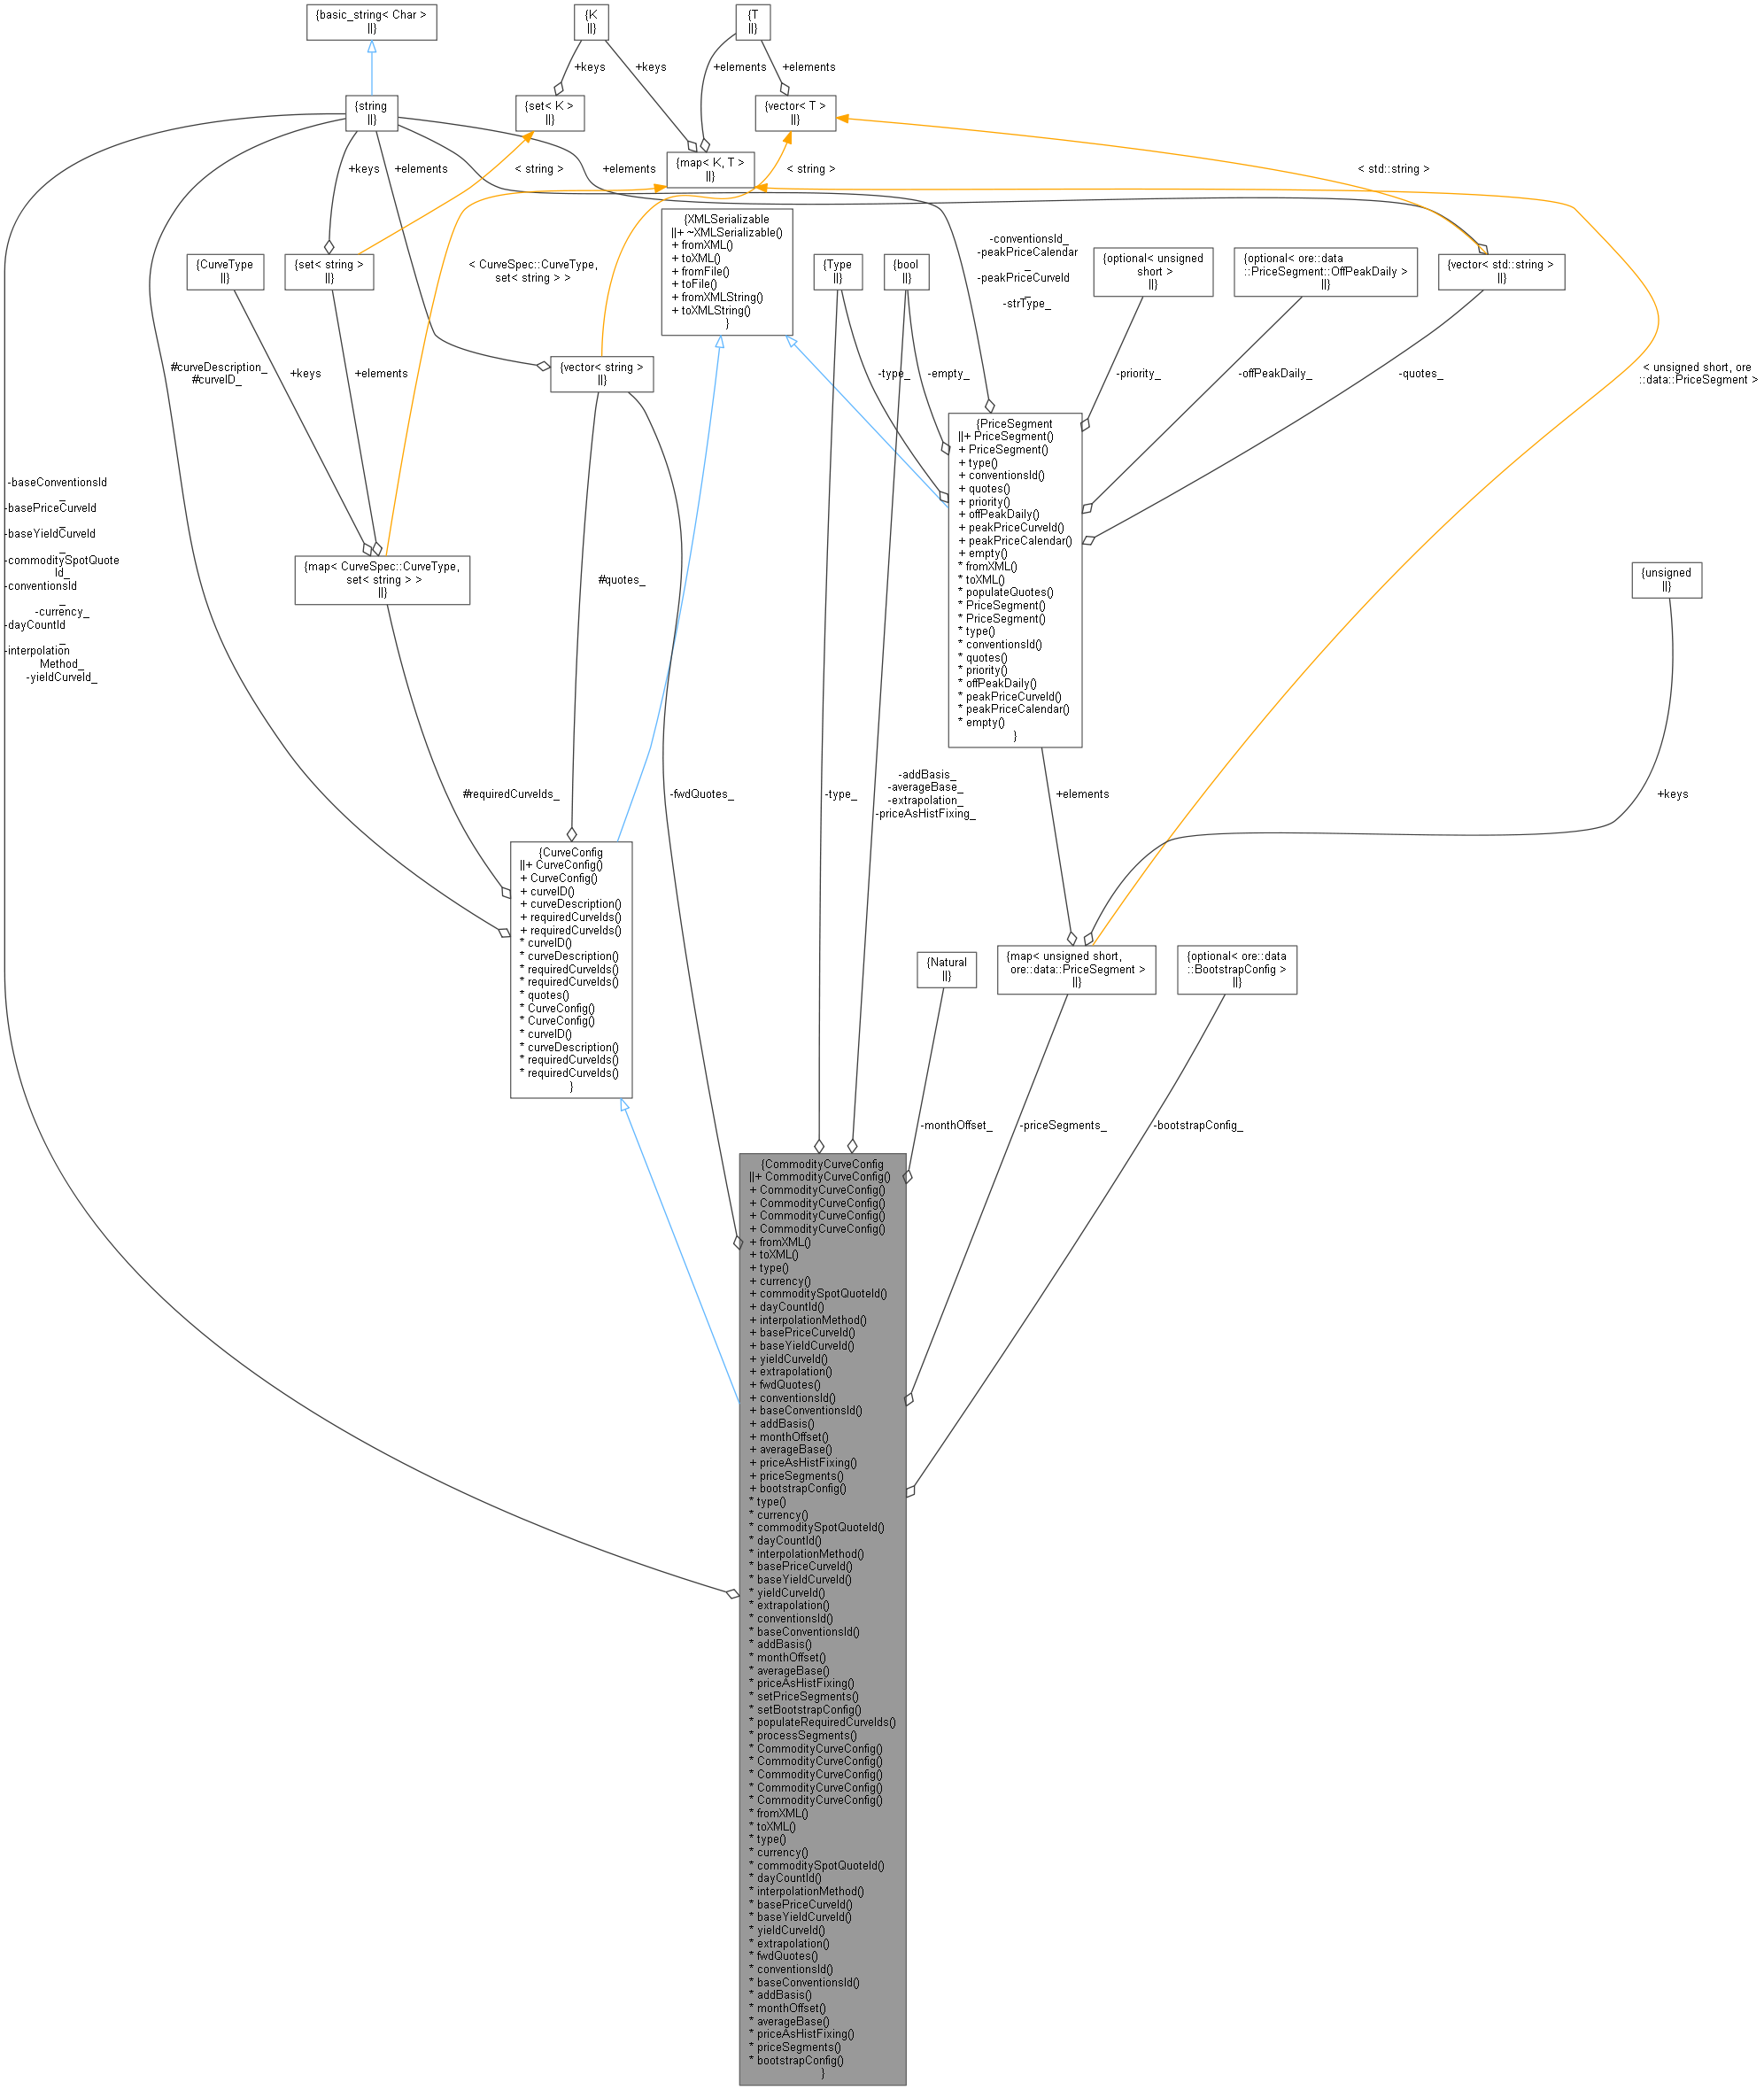 {basic_string< Char >
||}
{K
||}
{T
||}
+keys
+keys
+elements
+elements
{string
||}
{set< K >
||}
{vector< T >
||}
{map< K, T >
||}
+keys
+elements
< string >
+elements
< string >
< std::string >
{XMLSerializable
||+ ~XMLSerializable()
+ fromXML()
+ toXML()
+ fromFile()
+ toFile()
+ fromXMLString()
+ toXMLString()
}
{CurveType
||}
{set< string >
||}
< CurveSpec::CurveType,
set< string > >
{Type
||}
{bool
||}
-conventionsId_
-peakPriceCalendar
_
-peakPriceCurveId
_
-strType_
{optional< unsigned
short >
||}
{optional< ore::data
::PriceSegment::OffPeakDaily >
||}
{vector< std::string >
||}
{vector< string >
||}
#curveDescription_
#curveID_
+keys
+elements
-type_
-empty_
-priority_
-offPeakDaily_
-quotes_
< unsigned short, ore
::data::PriceSegment >
{PriceSegment
||+ PriceSegment()
+ PriceSegment()
+ type()
+ conventionsId()
+ quotes()
+ priority()
+ offPeakDaily()
+ peakPriceCurveId()
+ peakPriceCalendar()
+ empty()
* fromXML()
* toXML()
* populateQuotes()
* PriceSegment()
* PriceSegment()
* type()
* conventionsId()
* quotes()
* priority()
* offPeakDaily()
* peakPriceCurveId()
* peakPriceCalendar()
* empty()
}
-baseConventionsId
_
-basePriceCurveId
_
-baseYieldCurveId
_
-commoditySpotQuote
Id_
-conventionsId
_
-currency_
-dayCountId
_
-interpolation
Method_
-yieldCurveId_
{map< CurveSpec::CurveType,
set< string > >
||}
#quotes_
{unsigned
||}
#requiredCurveIds_
-fwdQuotes_
-type_
-addBasis_
-averageBase_
-extrapolation_
-priceAsHistFixing_
+elements
+keys
{CurveConfig
||+ CurveConfig()
+ CurveConfig()
+ curveID()
+ curveDescription()
+ requiredCurveIds()
+ requiredCurveIds()
* curveID()
* curveDescription()
* requiredCurveIds()
* requiredCurveIds()
* quotes()
* CurveConfig()
* CurveConfig()
* curveID()
* curveDescription()
* requiredCurveIds()
* requiredCurveIds()
}
{Natural
||}
{map< unsigned short,
ore::data::PriceSegment >
||}
{optional< ore::data
::BootstrapConfig >
||}
-monthOffset_
-priceSegments_
-bootstrapConfig_
{CommodityCurveConfig
||+ CommodityCurveConfig()
+ CommodityCurveConfig()
+ CommodityCurveConfig()
+ CommodityCurveConfig()
+ CommodityCurveConfig()
+ fromXML()
+ toXML()
+ type()
+ currency()
+ commoditySpotQuoteId()
+ dayCountId()
+ interpolationMethod()
+ basePriceCurveId()
+ baseYieldCurveId()
+ yieldCurveId()
+ extrapolation()
+ fwdQuotes()
+ conventionsId()
+ baseConventionsId()
+ addBasis()
+ monthOffset()
+ averageBase()
+ priceAsHistFixing()
+ priceSegments()
+ bootstrapConfig()
* type()
* currency()
* commoditySpotQuoteId()
* dayCountId()
* interpolationMethod()
* basePriceCurveId()
* baseYieldCurveId()
* yieldCurveId()
* extrapolation()
* conventionsId()
* baseConventionsId()
* addBasis()
* monthOffset()
* averageBase()
* priceAsHistFixing()
* setPriceSegments()
* setBootstrapConfig()
* populateRequiredCurveIds()
* processSegments()
* CommodityCurveConfig()
* CommodityCurveConfig()
* CommodityCurveConfig()
* CommodityCurveConfig()
* CommodityCurveConfig()
* fromXML()
* toXML()
* type()
* currency()
* commoditySpotQuoteId()
* dayCountId()
* interpolationMethod()
* basePriceCurveId()
* baseYieldCurveId()
* yieldCurveId()
* extrapolation()
* fwdQuotes()
* conventionsId()
* baseConventionsId()
* addBasis()
* monthOffset()
* averageBase()
* priceAsHistFixing()
* priceSegments()
* bootstrapConfig()
}